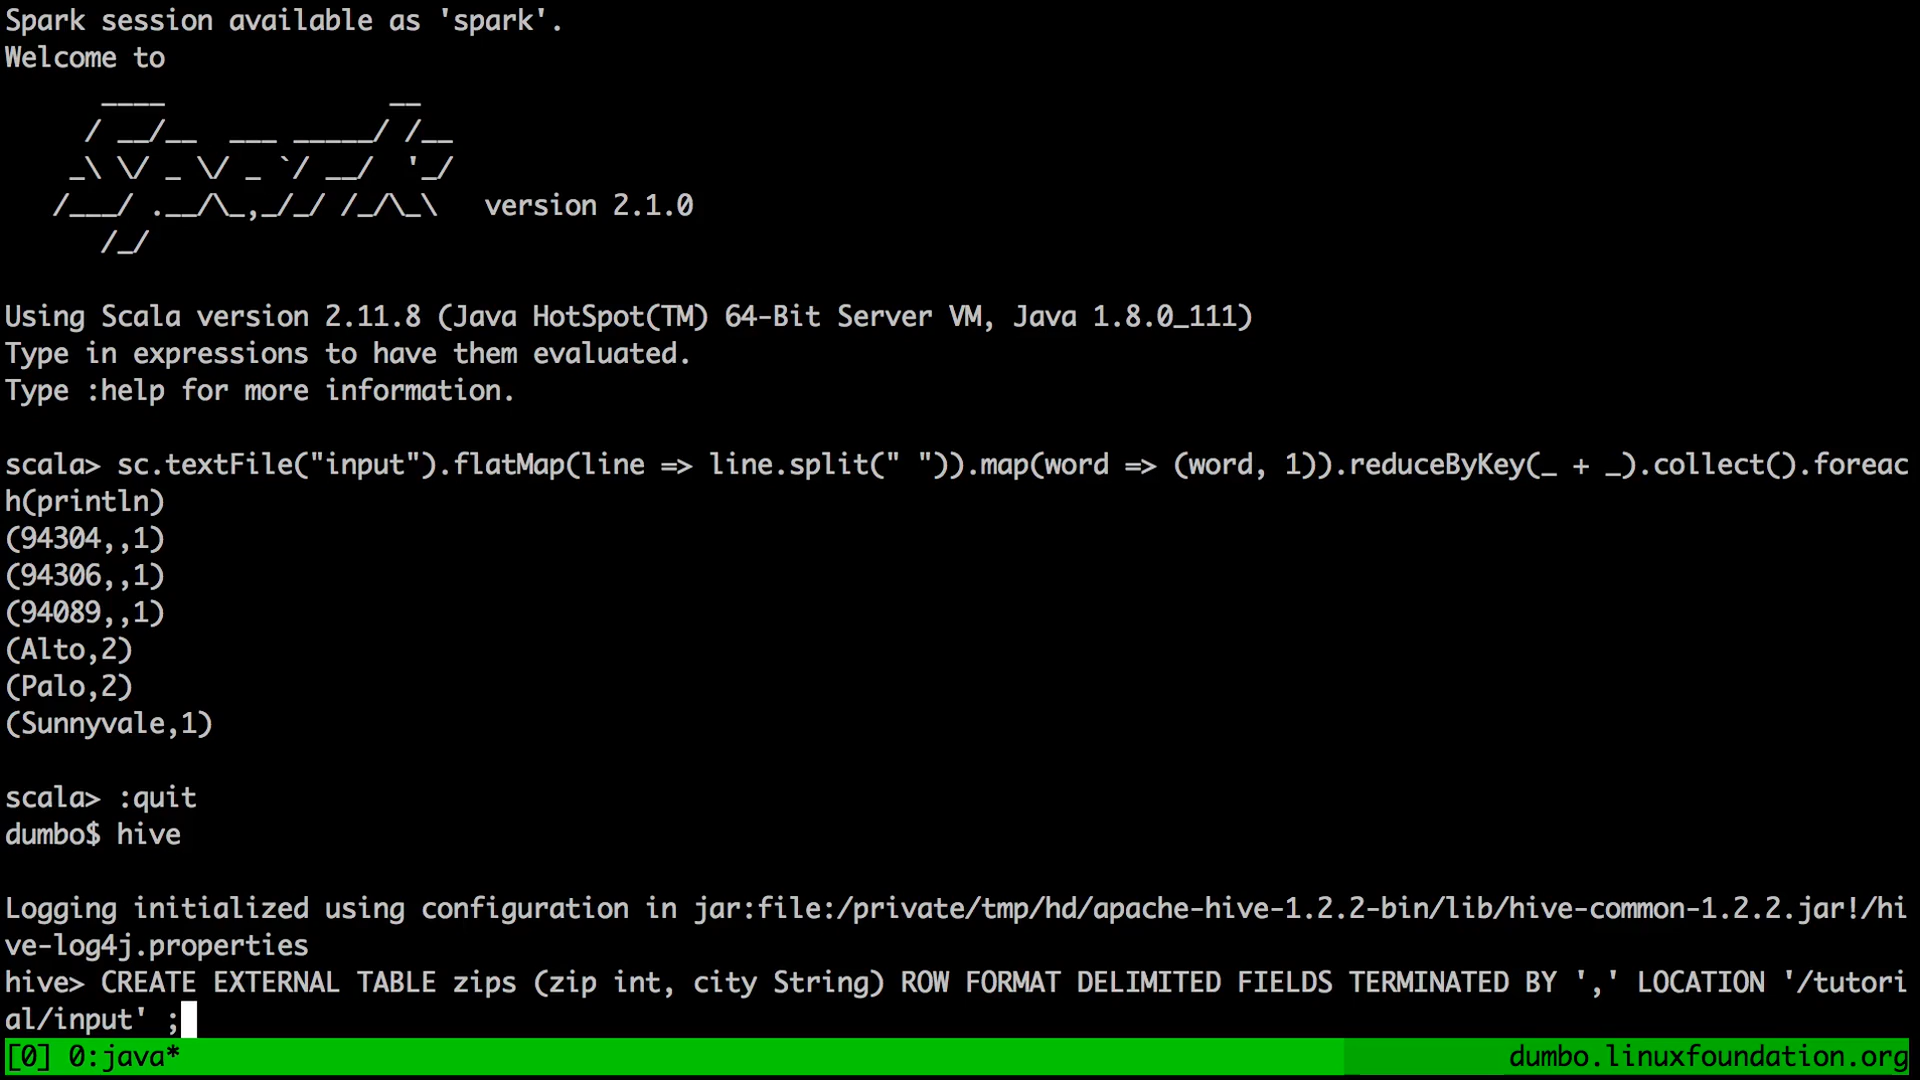 Spark session available as 'spark'.
Welcome to
      ____              __
     / __/__  ___ _____/ /__
    _\ \/ _ \/ _ `/ __/  '_/
   /___/ .__/\_,_/_/ /_/\_\   version 2.1.0
      /_/
Using Scala version 2.11.8 (Java HotSpot(TM) 64-Bit Server VM, Java 1.8.0_111)
Type in expressions to have them evaluated.
Type :help for more information.
scala> sc.textFile("input").flatMap(line => line.split(" ")).map(word => (word, 1)).reduceByKey(_ + _).collect().foreac
h(println)
(94304,,1)
(94306,,1)
(94089,,1)
(Alto,2)
(Palo,2)
(Sunnyvale,1)
scala> :quit
dumbo$ hive
Logging initialized using configuration in jar:file:/private/tmp/hd/apache-hive-1.2.2-bin/lib/hive-common-1.2.2.jar!/hi
ve-log4j.properties
hive> CREATE EXTERNAL TABLE zips (zip int, city String) ROW FORMAT DELIMITED FIELDS TERMINATED BY ',' LOCATION '/tutori
al/input' ;
[0] 0:java* dumbo.linuxfoundation.org